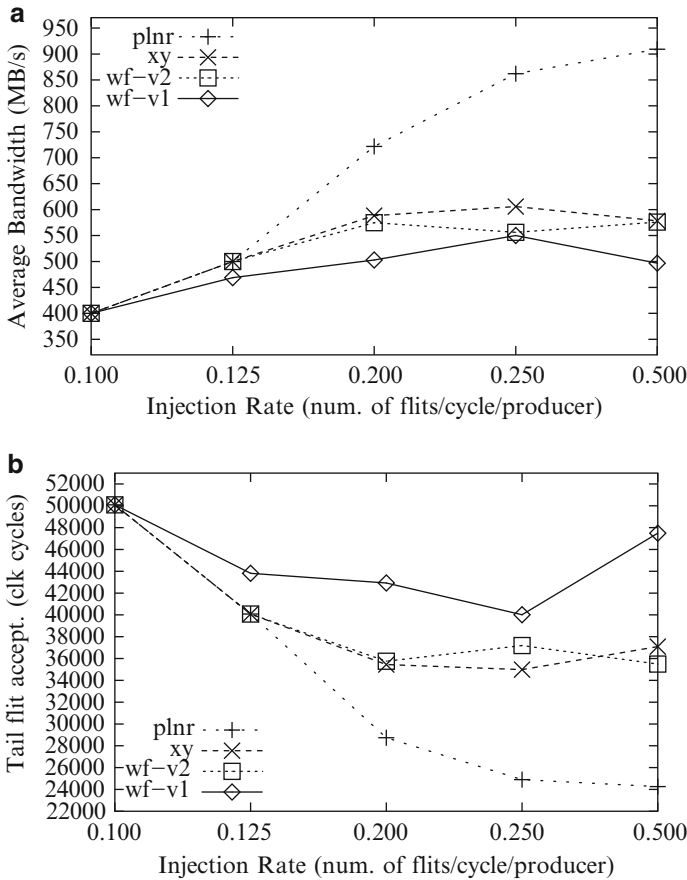 a
plnr
xy
wf-v2
wf-v1
950
900
850
800
750
700
650
600
550
500
450
400
350
Average Bandwidth (MB/s)
0.100 0.125 0.200 0.250 0.500
Injection Rate (num. of flits/cycle/producer)
b
52000
50000
48000
46000
44000
42000
40000
38000
36000
34000
32000
30000
28000
26000
24000
22000
Tail flit accept. (clk cycles)
plnr
xy
wf-v2
wf-v1
0.100 0.125 0.200 0.250 0.500
Injection Rate (num. of flits/cycle/producer)